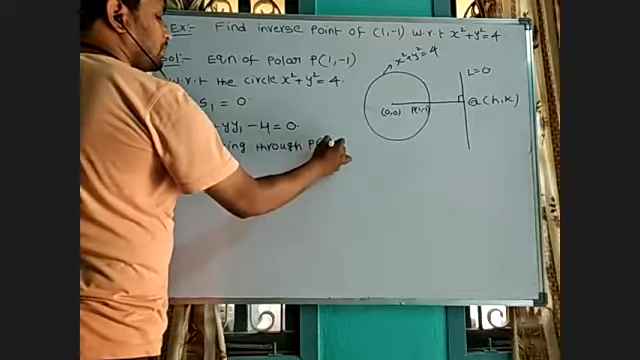 Ex:- Find inverse point of (1,-1) w.r.t x²+y²=4.
Sol:- Eqn of Polar P(1,-1)
w.r.t the circle x²+y²=4.
S₁ = 0
yy₁ - 4 = 0
ing through P(
x²+y²=4
L=0
(0,0)
P(1,-1)
Q(h,k)